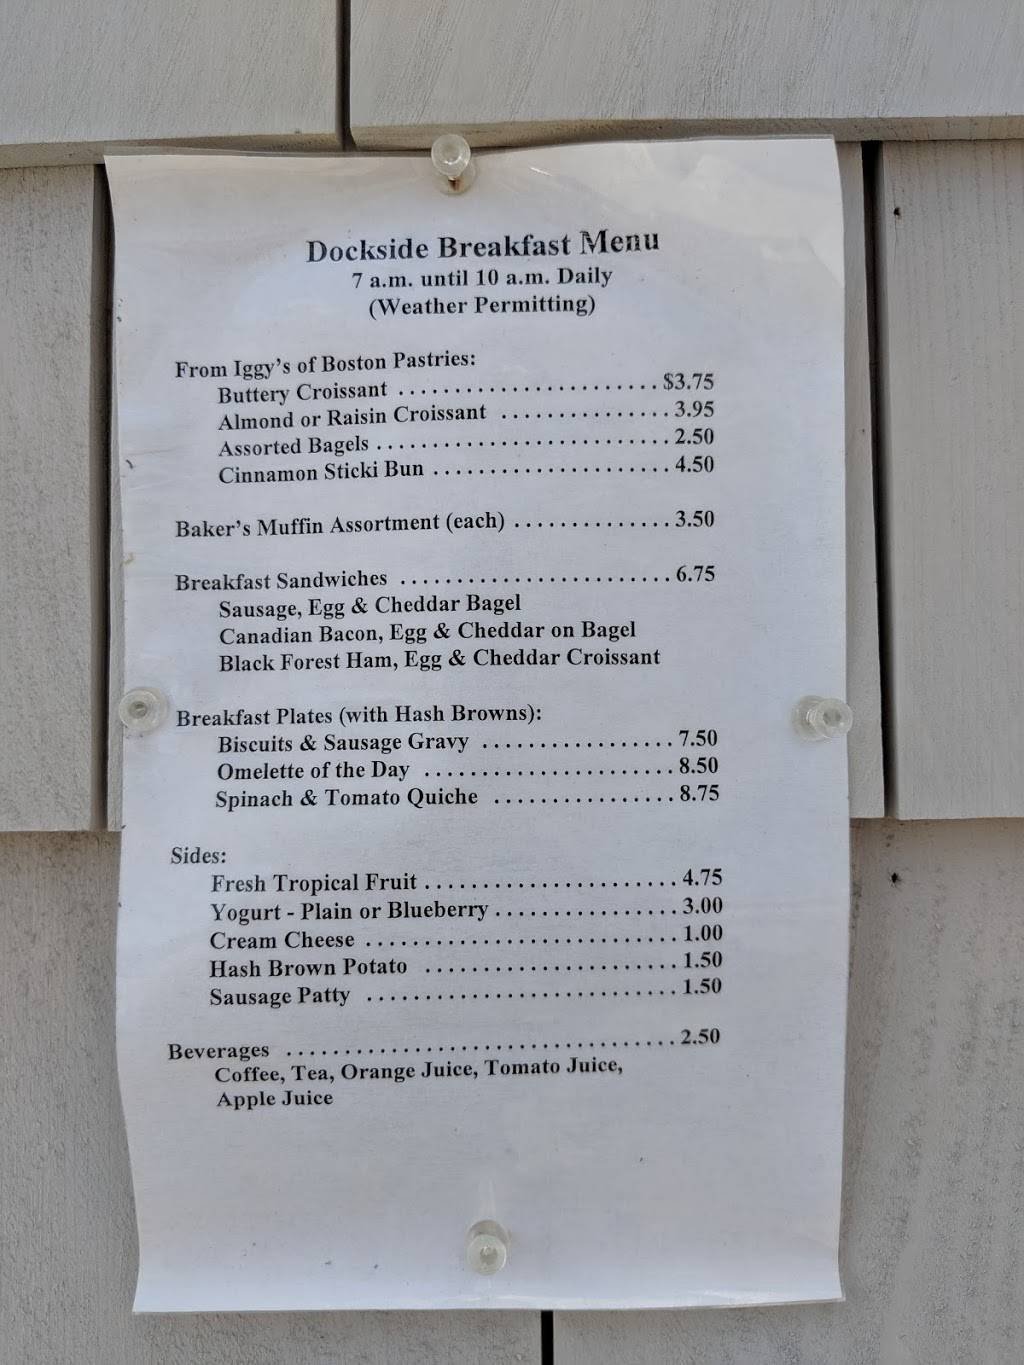 Dockside Breakfast Menu
7 a.m. until 10 a.m. Daily
(Weather Permitting)
From Iggy's of Boston Pastries:
Buttery Croissant ........................ $3.75
Almond or Raisin Croissant ................ 3.95
Assorted Bagels ........................... 2.50
Cinnamon Sticki Bun ...................... 4.50
Baker's Muffin Assortment (each) .............. 3.50
Breakfast Sandwiches ......................... 6.75
Sausage, Egg & Cheddar Bagel
Canadian Bacon, Egg & Cheddar on Bagel
Black Forest Ham, Egg & Cheddar Croissant
Breakfast Plates (with Hash Browns):
Biscuits & Sausage Gravy .................. 7.50
Omelette of the Day ....................... 8.50
Spinach & Tomato Quiche ................. 8.75
Sides:
Fresh Tropical Fruit ........................ 4.75
Yogurt - Plain or Blueberry ................. 3.00
Cream Cheese ............................. 1.00
Hash Brown Potato ........................ 1.50
Sausage Patty ............................. 1.50
Beverages .................................... 2.50
Coffee, Tea, Orange Juice, Tomato Juice,
Apple Juice